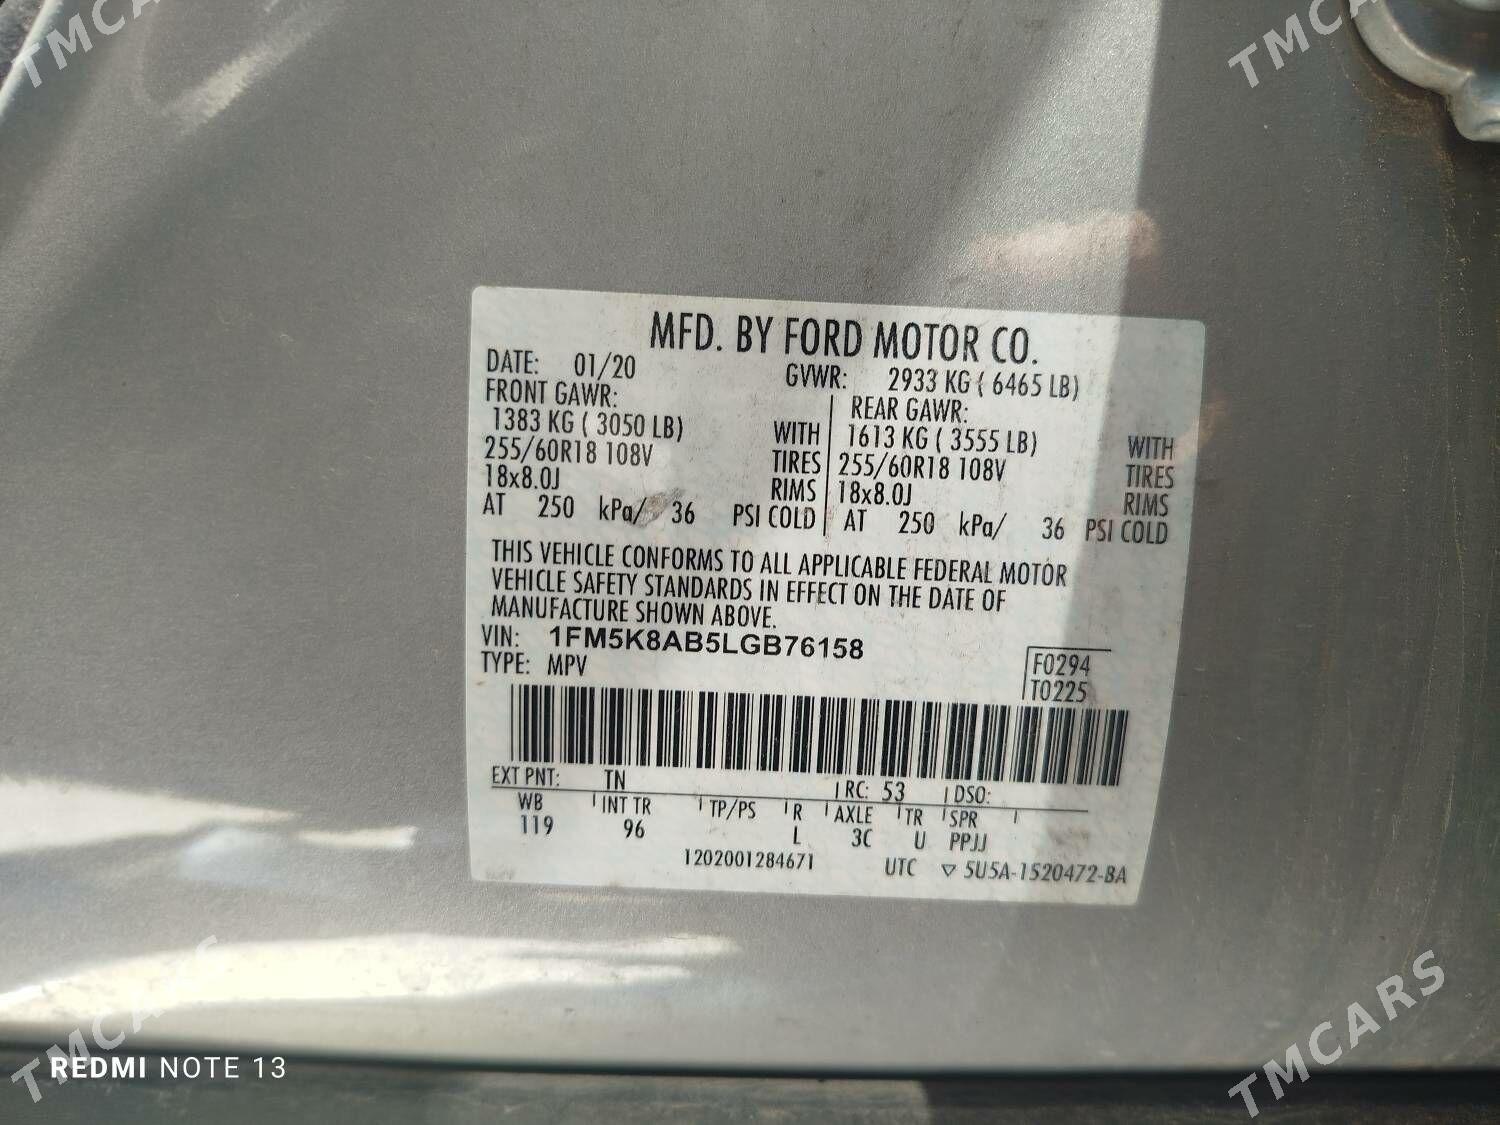 TMCARS
TMCARS
MFD. BY FORD MOTOR CO.
DATE: 01/20 GVWR: 2933 KG ( 6465 LB)
FRONT GAWR: REAR GAWR:
1383 KG ( 3050 LB) WITH 1613 KG ( 3555 LB) WITH
255/60R18 108V TIRES 255/60R18 108V TIRES
18x8.0J RIMS 18x8.0J RIMS
AT 250 kPa/ 36 PSI COLD AT 250 kPa/ 36 PSI COLD
THIS VEHICLE CONFORMS TO ALL APPLICABLE FEDERAL MOTOR
VEHICLE SAFETY STANDARDS IN EFFECT ON THE DATE OF
MANUFACTURE SHOWN ABOVE.
VIN: 1FM5K8AB5LGB76158
TYPE: MPV
F0294
T0225
EXT PNT: TN RC: 53 DSO:
WB INT TR TP/PS R AXLE TR SPR
119 96 L 3C U PPJJ
1202001284671 UTC ▽ 5U5A-1520472-BA
TMCARS
TMCARS
REDMI NOTE 13